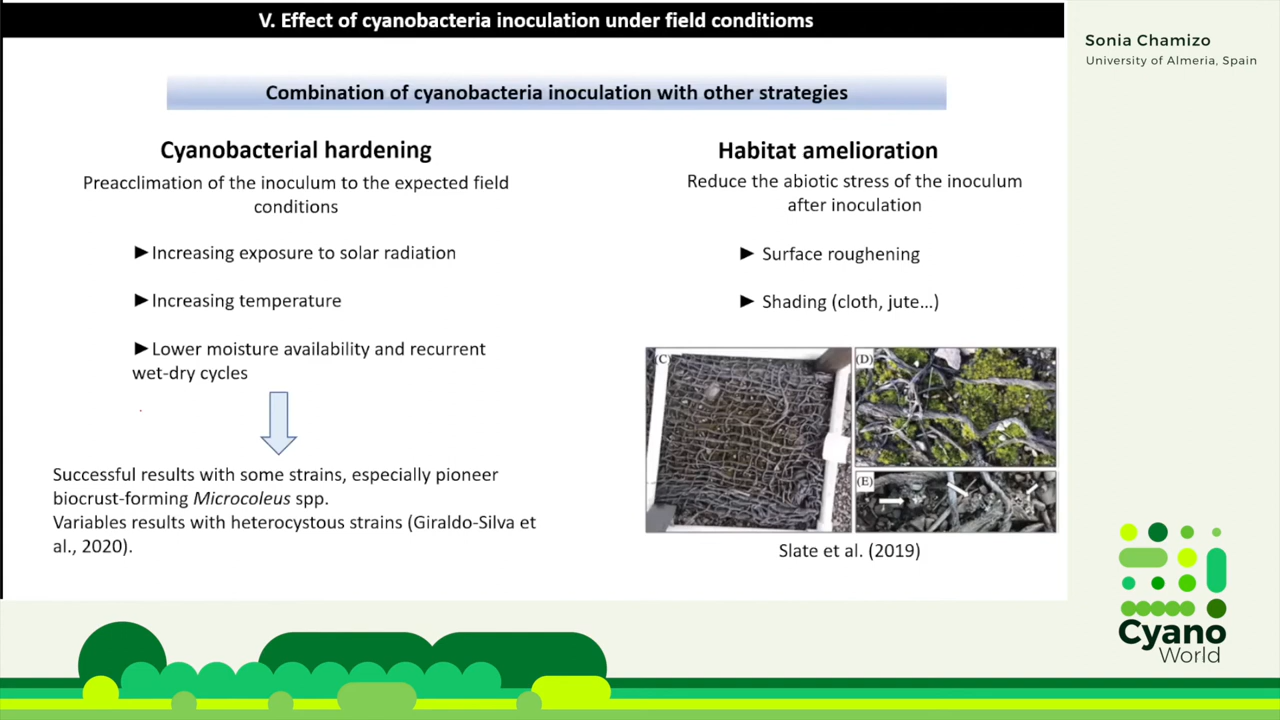 V. Effect of cyanobacteria inoculation under field conditioms
Sonia Chamizo
University of Almeria, Spain
Combination of cyanobacteria inoculation with other strategies
Cyanobacterial hardening
Preacclimation of the inoculum to the expected field
conditions
►Increasing exposure to solar radiation
►Increasing temperature
►Lower moisture availability and recurrent
wet-dry cycles
Successful results with some strains, especially pioneer
biocrust-forming Microcoleus spp.
Variables results with heterocystous strains (Giraldo-Silva et
al., 2020).
Habitat amelioration
Reduce the abiotic stress of the inoculum
after inoculation
► Surface roughening
► Shading (cloth, jute...)
(C)
(D)
(E)
Slate et al. (2019)
Cyano
World